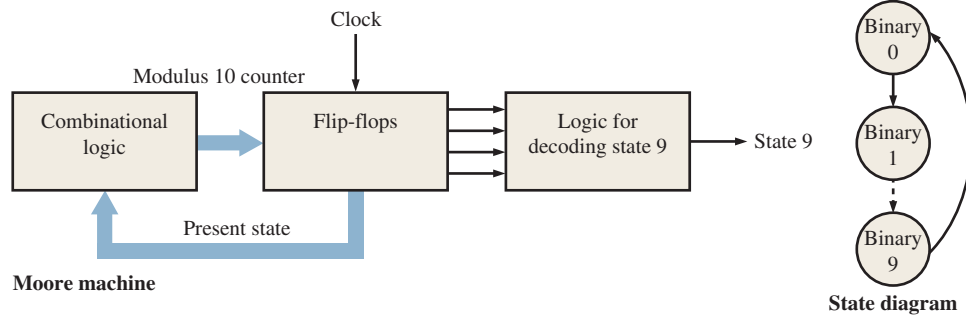 Clock
Modulus 10 counter
Combinational
logic
Flip-flops
Logic for
decoding state 9
State 9
Present state
Moore machine
Binary
0
Binary
1
Binary
9
State diagram